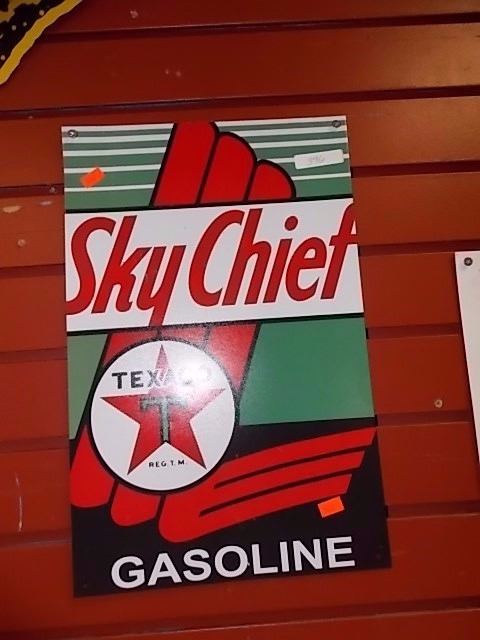 Sky Chief
TEXACO
T
REG. T.M.
GASOLINE